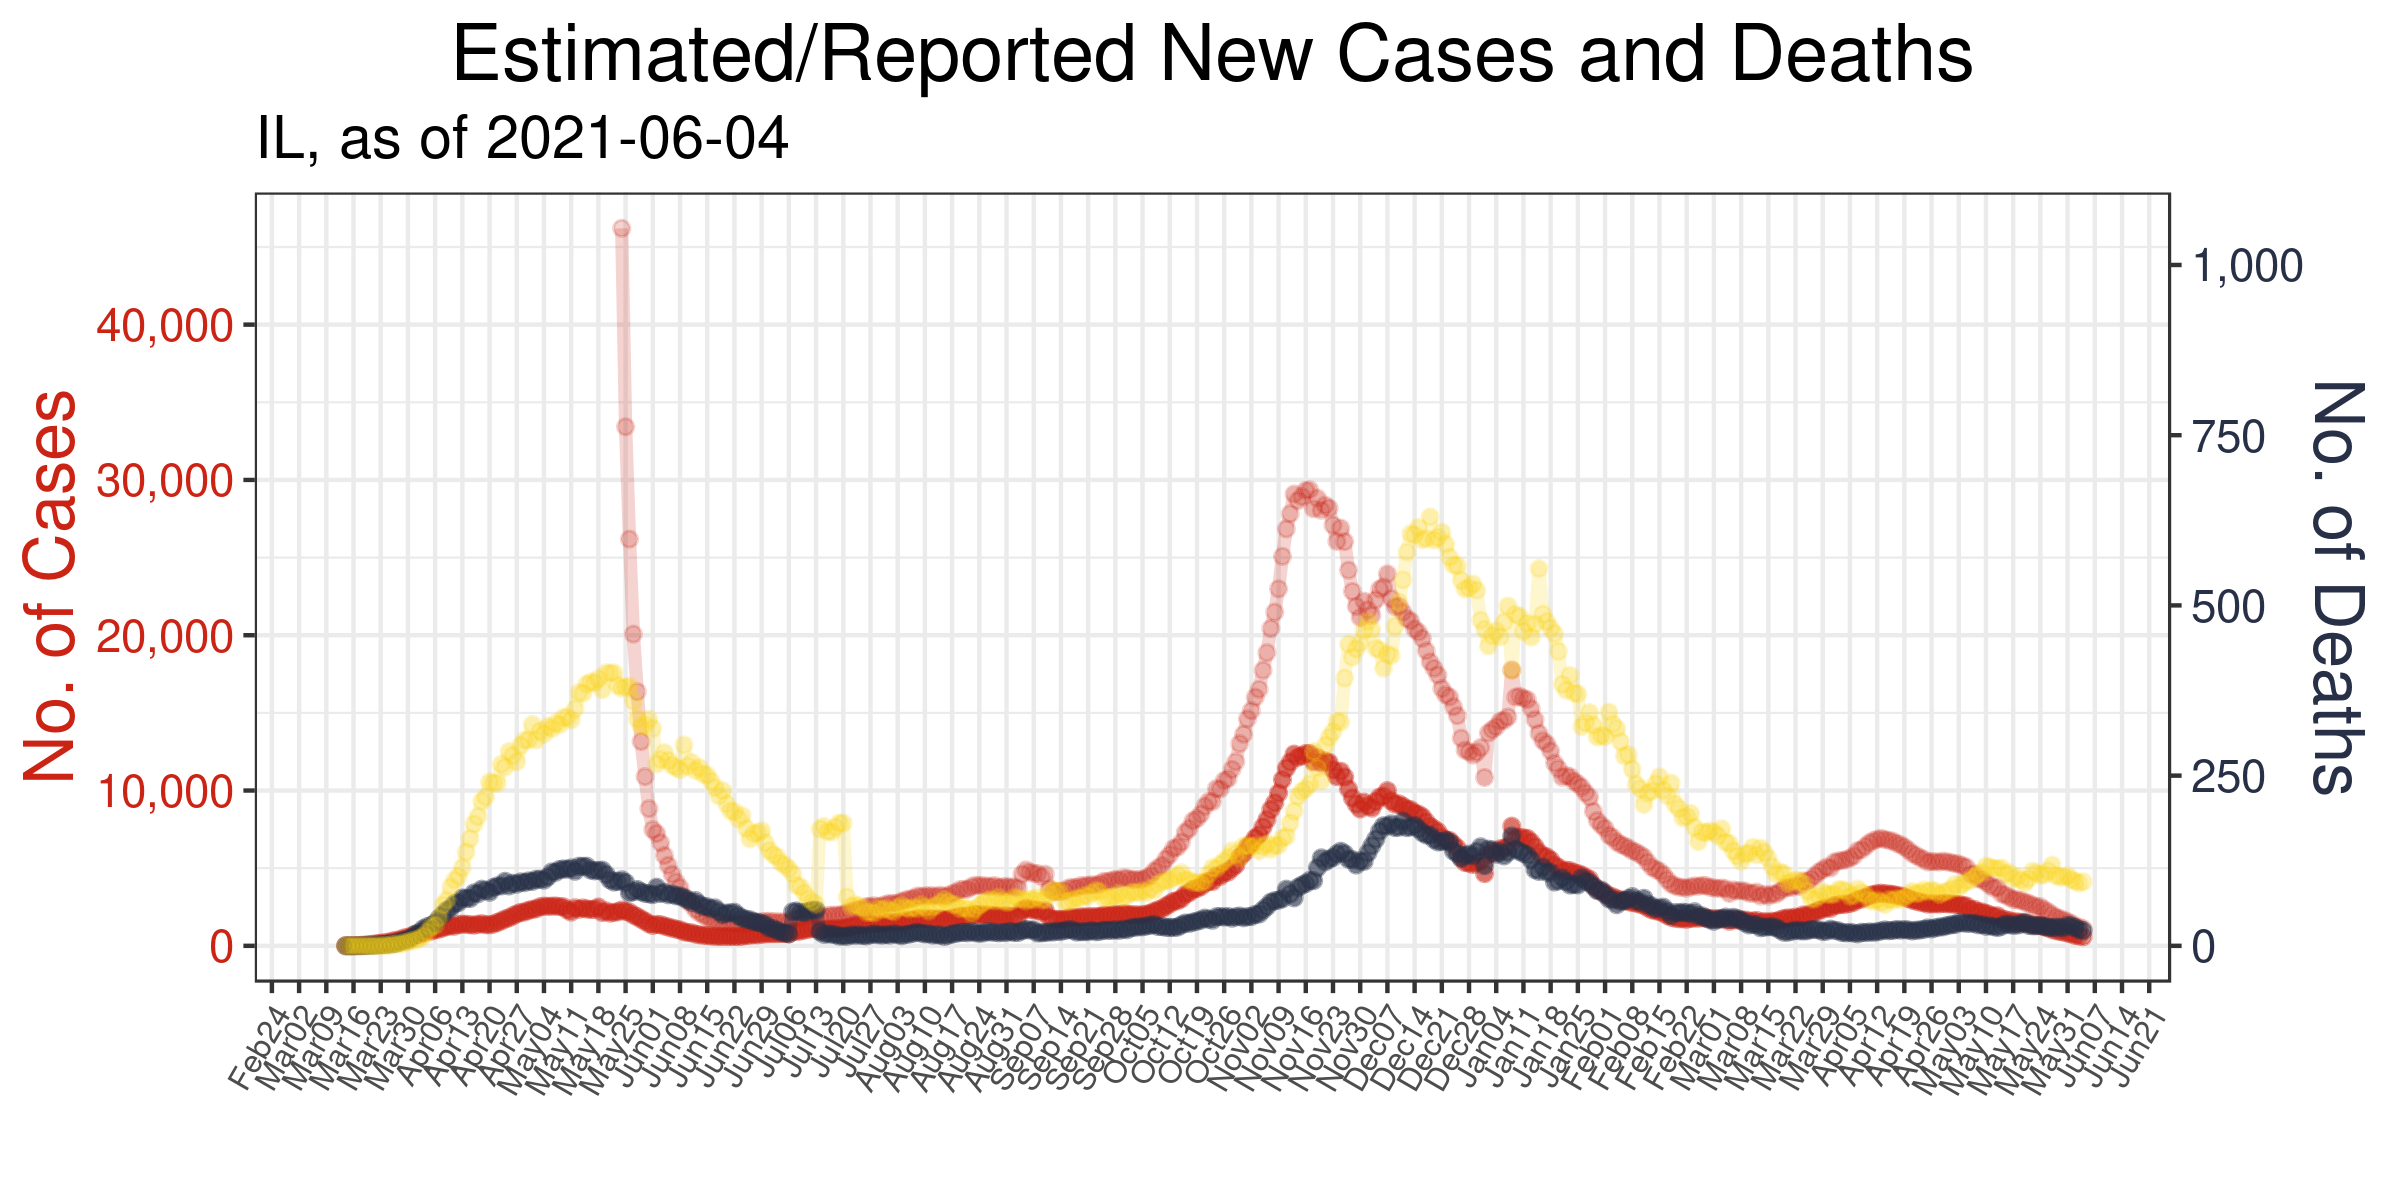 Estimated/Reported New Cases and Deaths
IL, as of 2021-06-04
No. of Cases
40,000
30,000
20,000
10,000
0
1,000
750
500
250
0
No. of Deaths
Feb24
Mar02
Mar09
Mar16
Mar23
Mar30
Apr06
Apr13
Apr20
Apr27
May04
May11
May18
May25
Jun01
Jun08
Jun15
Jun22
Jun29
Jul06
Jul13
Jul20
Jul27
Aug03
Aug10
Aug17
Aug24
Aug31
Sep07
Sep14
Sep21
Sep28
Oct05
Oct12
Oct19
Oct26
Nov02
Nov09
Nov16
Nov23
Nov30
Dec07
Dec14
Dec21
Dec28
Jan04
Jan11
Jan18
Jan25
Feb01
Feb08
Feb15
Feb22
Mar01
Mar08
Mar15
Mar22
Mar29
Apr05
Apr12
Apr19
Apr26
May03
May10
May17
May24
May31
Jun07
Jun14
Jun21